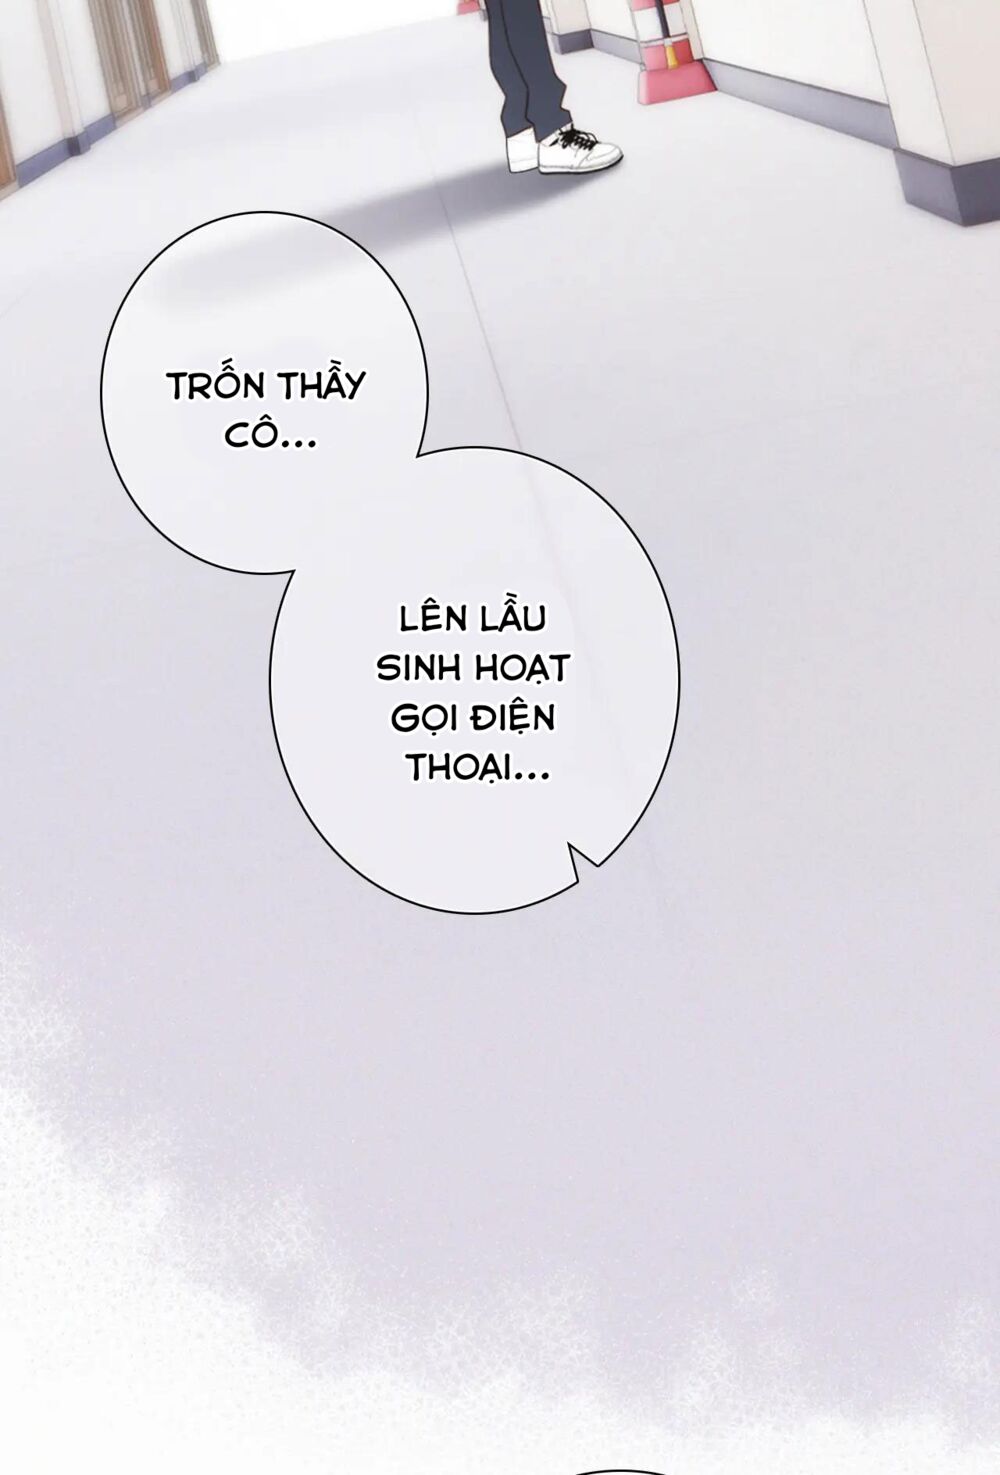 TRỐN THẦY
CÔ...
LÊN LẦU
SINH HOẠT
GỌI ĐIỆN
THOẠI...